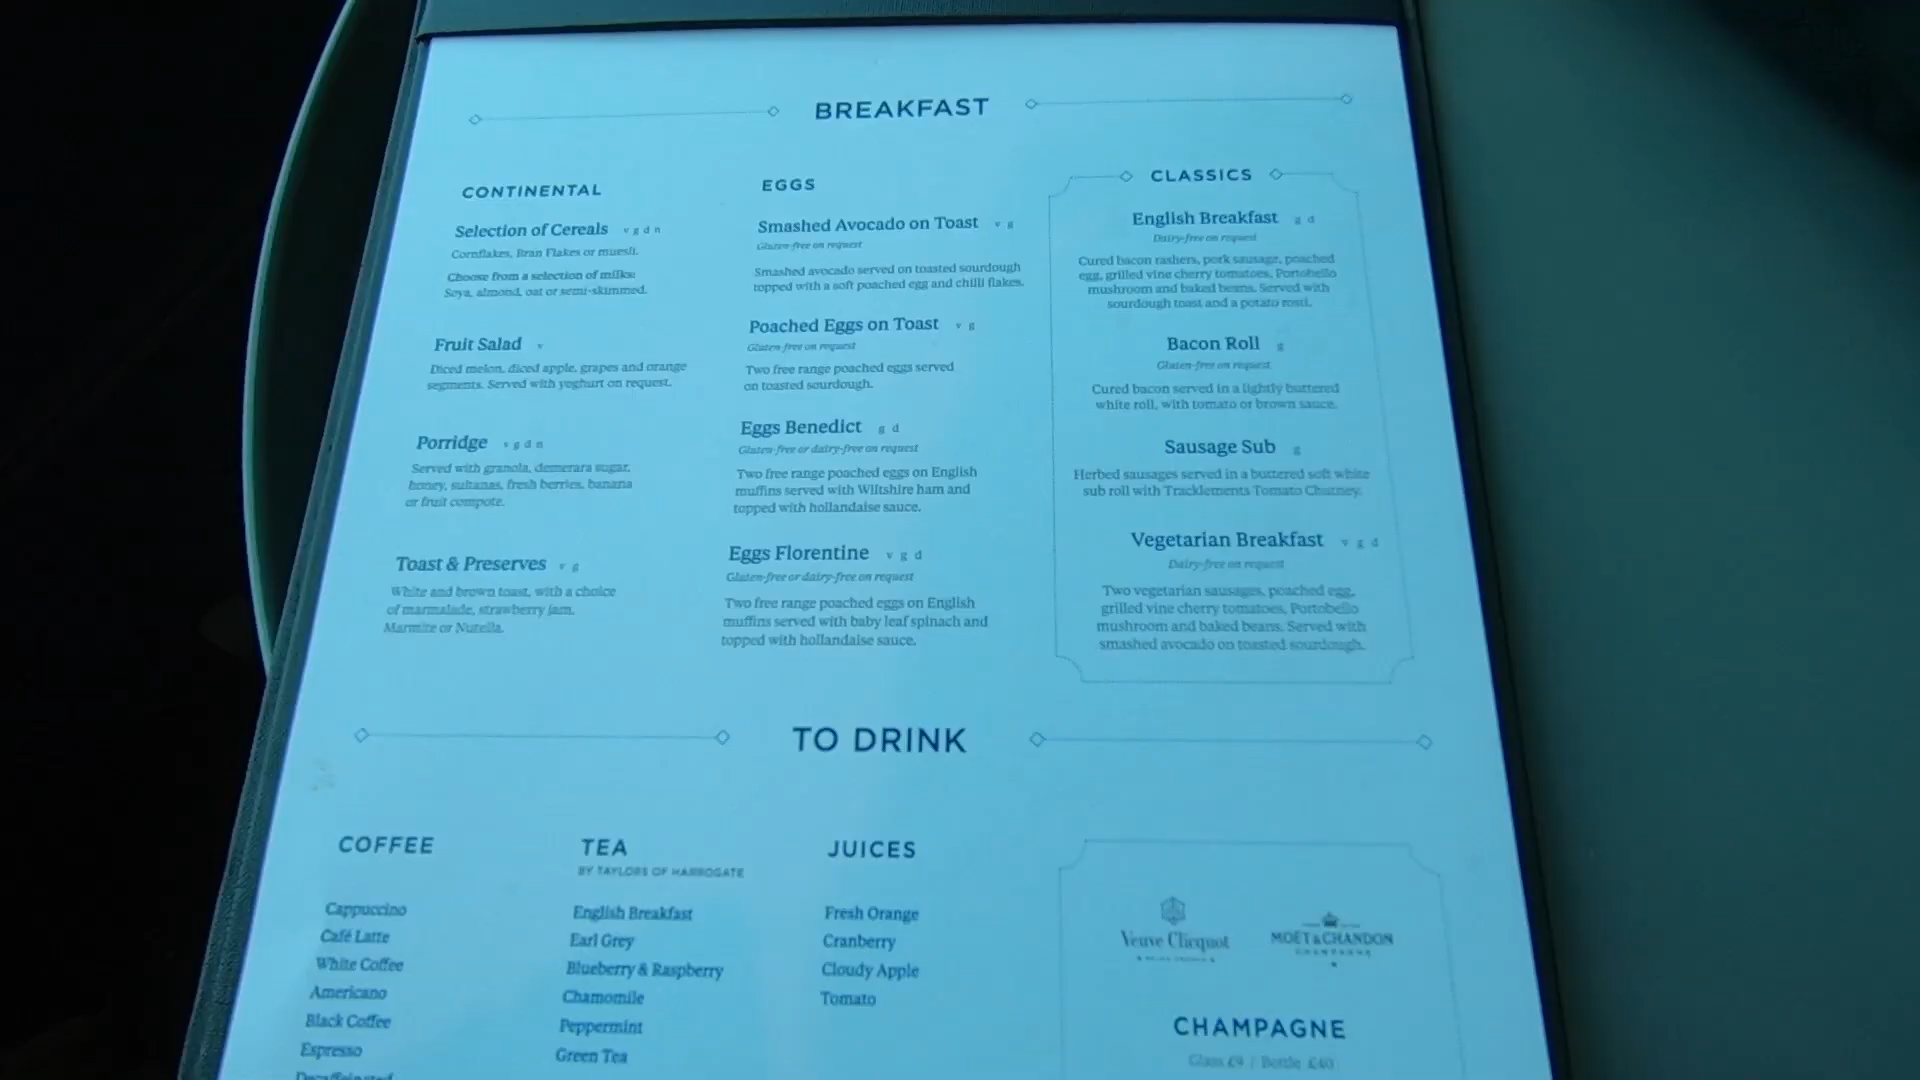 BREAKFAST
CONTINENTAL
Selection of Cereals v g d n
Cornflakes, Bran Flakes or muesli.
Choose from a selection of milks:
Soya, almond, oat or semi-skimmed.
Fruit Salad v
Diced melon, diced apple, grapes and orange
segments. Served with yoghurt on request.
Porridge v g d n
Served with granola, demerara sugar,
honey, sultanas, fresh berries, banana
or fruit compote.
Toast & Preserves v g
White and brown toast, with a choice
of marmalade, strawberry jam,
Marmite or Nutella.
EGGS
Smashed Avocado on Toast v g
Gluten-free on request
Smashed avocado served on toasted sourdough
topped with a soft poached egg and chilli flakes.
Poached Eggs on Toast v g
Gluten-free on request
Two free range poached eggs served
on toasted sourdough.
Eggs Benedict g d
Gluten-free or dairy-free on request
Two free range poached eggs on English
muffins served with Wiltshire ham and
topped with hollandaise sauce.
Eggs Florentine v g d
Gluten-free or dairy-free on request
Two free range poached eggs on English
muffins served with baby leaf spinach and
topped with hollandaise sauce.
CLASSICS
English Breakfast g d
Dairy-free on request
Cured bacon rashers, pork sausage, poached
egg, grilled vine cherry tomatoes, Portobello
mushroom and baked beans. Served with
sourdough toast and a potato rosti.
Bacon Roll g
Gluten-free on request
Cured bacon served in a lightly buttered
white roll, with tomato or brown sauce.
Sausage Sub g
Herbed sausages served in a buttered soft white
sub roll with Tracklements Tomato Chutney.
Vegetarian Breakfast v g d
Dairy-free on request
Two vegetarian sausages, poached egg,
grilled vine cherry tomatoes, Portobello
mushroom and baked beans. Served with
smashed avocado on toasted sourdough.
TO DRINK
COFFEE
Cappuccino
Café Latte
White Coffee
Americano
Black Coffee
Espresso
Decaffeinated
TEA
BY TAYLORS OF HARROGATE
English Breakfast
Earl Grey
Blueberry & Raspberry
Chamomile
Peppermint
Green Tea
JUICES
Fresh Orange
Cranberry
Cloudy Apple
Tomato
Veuve Clicquot
MOËT & CHANDON
CHAMPAGNE
CHAMPAGNE
Glass £9 | Bottle £40